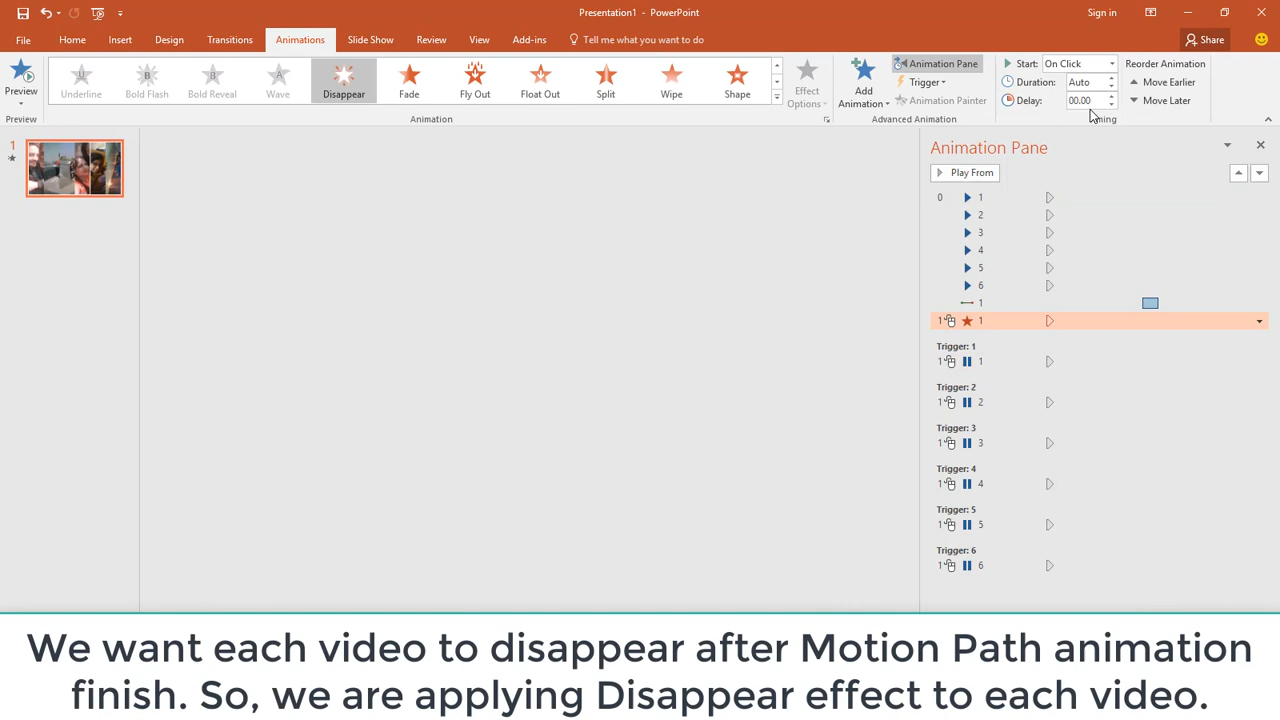 Presentation1 - PowerPoint
Sign in
File Home Insert Design Transitions Animations Slide Show Review View Add-ins Tell me what you want to do
Share
Preview
Underline Bold Flash Bold Reveal Wave Disappear Fade Fly Out Float Out Split Wipe Shape
Effect Options
Add Animation
Animation Pane
Trigger
Animation Painter
Start: On Click
Duration: Auto
Delay: 00.00
Reorder Animation
Move Earlier
Move Later
Preview Animation Advanced Animation ming
1
Animation Pane
Play From
0 1
2
3
4
5
6
1
1 1
Trigger: 1
1 1
Trigger: 2
1 2
Trigger: 3
1 3
Trigger: 4
1 4
Trigger: 5
1 5
Trigger: 6
1 6
We want each video to disappear after Motion Path animation
finish. So, we are applying Disappear effect to each video.